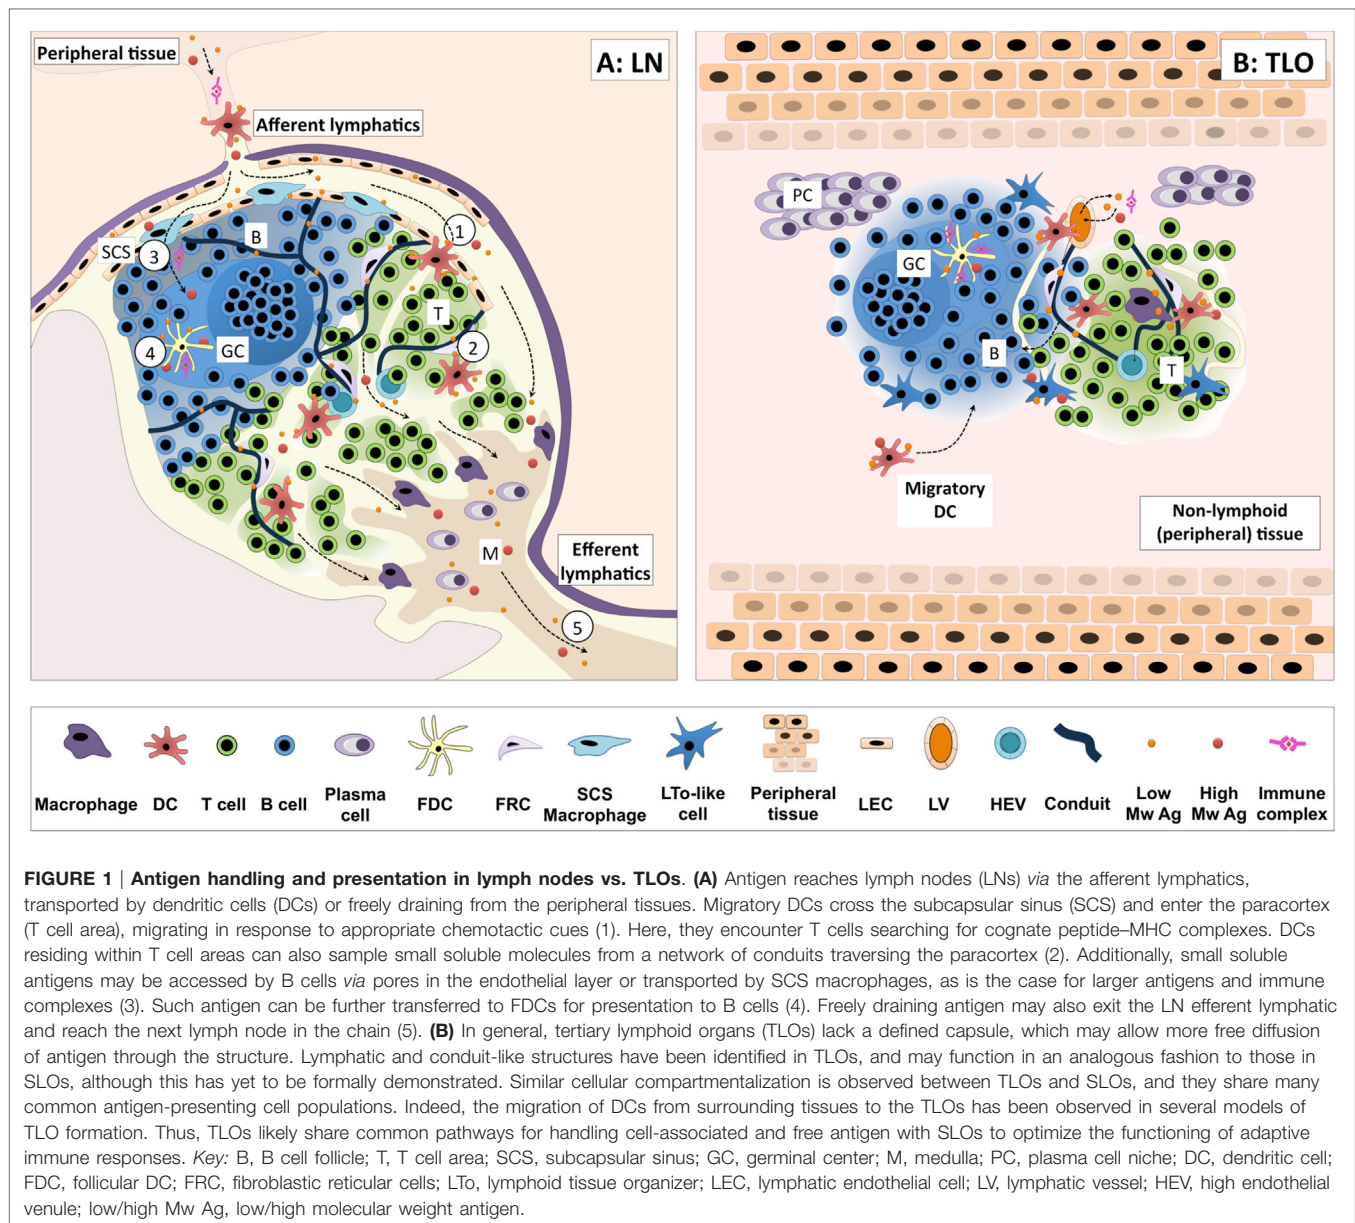 Peripheral tissue
A: LN
Afferent lymphatics
1
B
SCS
3
T
2
4
GC
M
Efferent
lymphatics
5
B: TLO
PC
GC
B
T
Migratory
DC
Non-lymphoid
(peripheral) tissue
Macrophage
DC
T cell
B cell
Plasma
cell
FDC
FRC
SCS
Macrophage
LTo-like
cell
Peripheral
tissue
LEC
LV
HEV
Conduit
Low
Mw Ag
High
Mw Ag
Immune
complex
FIGURE 1 | Antigen handling and presentation in lymph nodes vs. TLOs. (A) Antigen reaches lymph nodes (LNs) via the afferent lymphatics,
transported by dendritic cells (DCs) or freely draining from the peripheral tissues. Migratory DCs cross the subcapsular sinus (SCS) and enter the paracortex
(T cell area), migrating in response to appropriate chemotactic cues (1). Here, they encounter T cells searching for cognate peptide–MHC complexes. DCs
residing within T cell areas can also sample small soluble molecules from a network of conduits traversing the paracortex (2). Additionally, small soluble
antigens may be accessed by B cells via pores in the endothelial layer or transported by SCS macrophages, as is the case for larger antigens and immune
complexes (3). Such antigen can be further transferred to FDCs for presentation to B cells (4). Freely draining antigen may also exit the LN efferent lymphatic
and reach the next lymph node in the chain (5). (B) In general, tertiary lymphoid organs (TLOs) lack a defined capsule, which may allow more free diffusion
of antigen through the structure. Lymphatic and conduit-like structures have been identified in TLOs, and may function in an analogous fashion to those in
SLOs, although this has yet to be formally demonstrated. Similar cellular compartmentalization is observed between TLOs and SLOs, and they share many
common antigen-presenting cell populations. Indeed, the migration of DCs from surrounding tissues to the TLOs has been observed in several models of
TLO formation. Thus, TLOs likely share common pathways for handling cell-associated and free antigen with SLOs to optimize the functioning of adaptive
immune responses. Key: B, B cell follicle; T, T cell area; SCS, subcapsular sinus; GC, germinal center; M, medulla; PC, plasma cell niche; DC, dendritic cell;
FDC, follicular DC; FRC, fibroblastic reticular cells; LTo, lymphoid tissue organizer; LEC, lymphatic endothelial cell; LV, lymphatic vessel; HEV, high endothelial
venule; low/high Mw Ag, low/high molecular weight antigen.